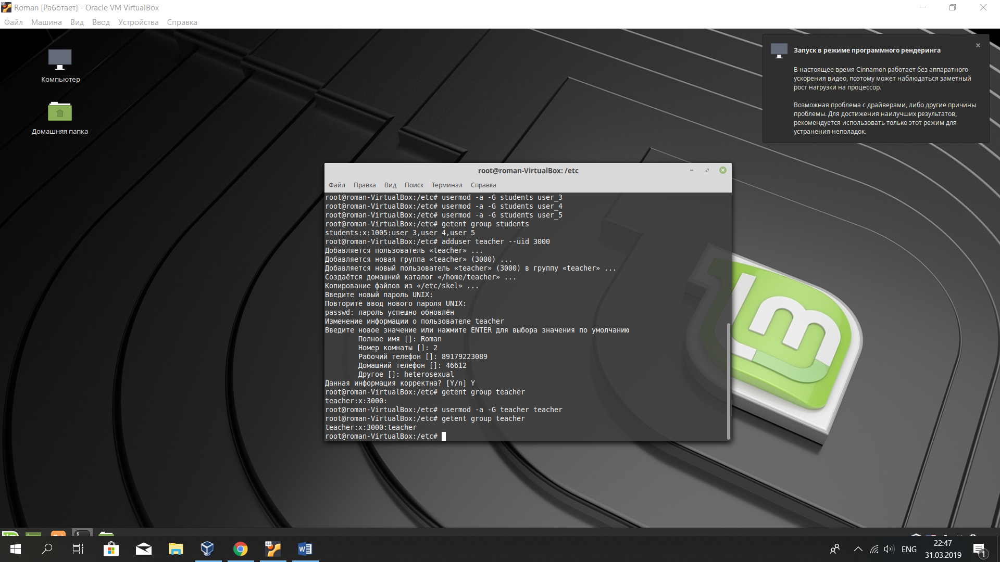 Roman [Работает] - Oracle VM VirtualBox
Файл Машина Вид Ввод Устройства Справка
Компьютер
Домашняя папка
Запуск в режиме программного рендеринга
В настоящее время Cinnamon работает без аппаратного
ускорения видео, поэтому может наблюдаться заметный
рост нагрузки на процессор.
Возможная проблема с драйверами, либо другие причины
проблемы. Для достижения наилучших результатов,
рекомендуется использовать только этот режим для
устранения неполадок.
root@roman-VirtualBox: /etc
Файл Правка Вид Поиск Терминал Справка
root@roman-VirtualBox:/etc# usermod -a -G students user_3
root@roman-VirtualBox:/etc# usermod -a -G students user_4
root@roman-VirtualBox:/etc# usermod -a -G students user_5
root@roman-VirtualBox:/etc# getent group students
students:x:1005:user_3,user_4,user_5
root@roman-VirtualBox:/etc# adduser teacher --uid 3000
Добавляется пользователь «teacher» ...
Добавляется новая группа «teacher» (3000) ...
Добавляется новый пользователь «teacher» (3000) в группу «teacher» ...
Создаётся домашний каталог «/home/teacher» ...
Копирование файлов из «/etc/skel» ...
Введите новый пароль UNIX:
Повторите ввод нового пароля UNIX:
passwd: пароль успешно обновлён
Изменение информации о пользователе teacher
Введите новое значение или нажмите ENTER для выбора значения по умолчанию
Полное имя []: Roman
Номер комнаты []: 2
Рабочий телефон []: 89179223089
Домашний телефон []: 46612
Другое []: heterosexual
Данная информация корректна? [Y/n] Y
root@roman-VirtualBox:/etc# getent group teacher
teacher:x:3000:
root@roman-VirtualBox:/etc# usermod -a -G teacher teacher
root@roman-VirtualBox:/etc# getent group teacher
teacher:x:3000:teacher
root@roman-VirtualBox:/etc#
ENG
22:47
31.03.2019
1